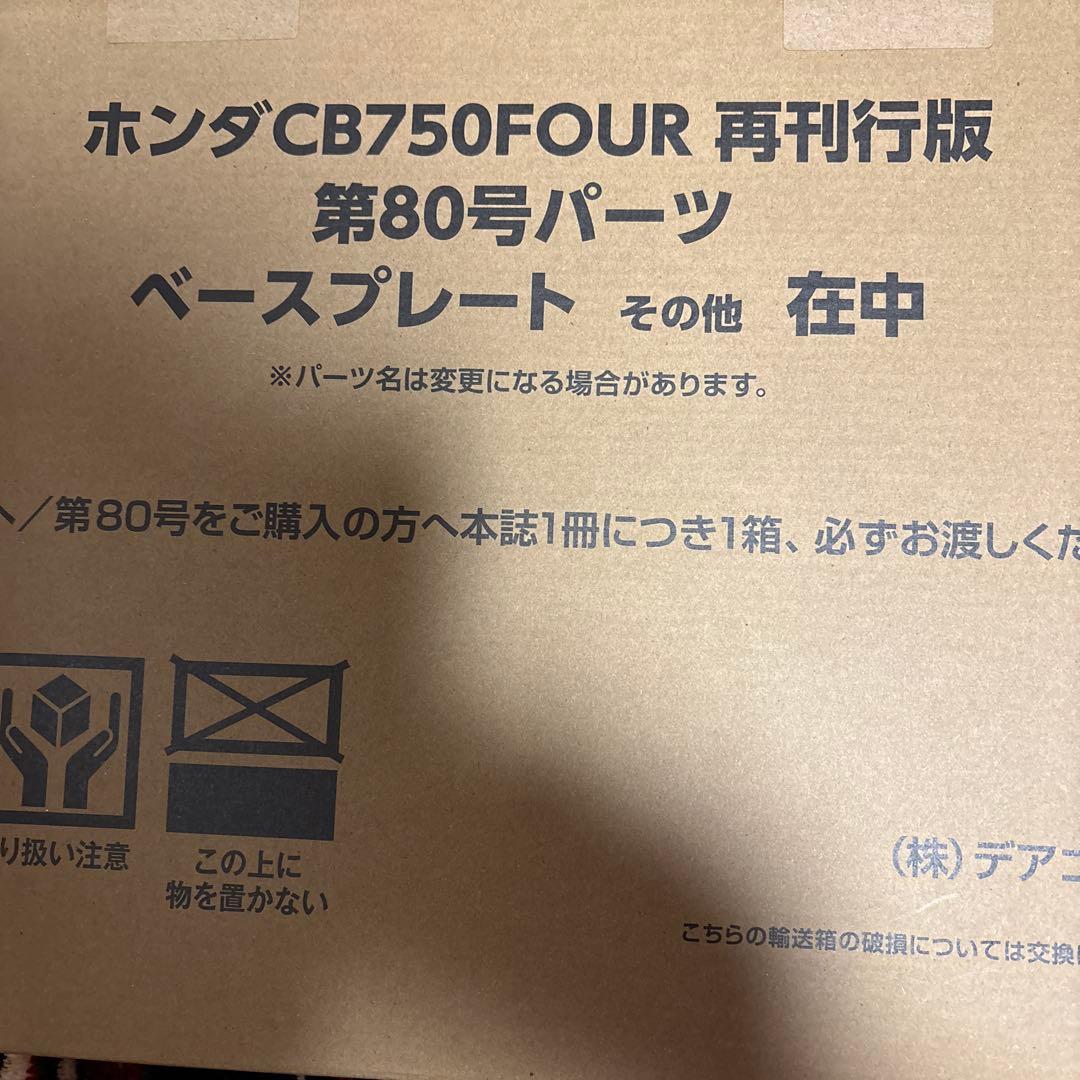 ホンダCB750FOUR 再刊行版
第80号パーツ
ベースプレート その他 在中
※パーツ名は変更になる場合があります。
へ／第80号をご購入の方へ本誌1冊につき1箱、必ずお渡しくだ
り扱い注意
この上に
物を置かない
(株)デアゴ
こちらの輸送箱の破損については交換